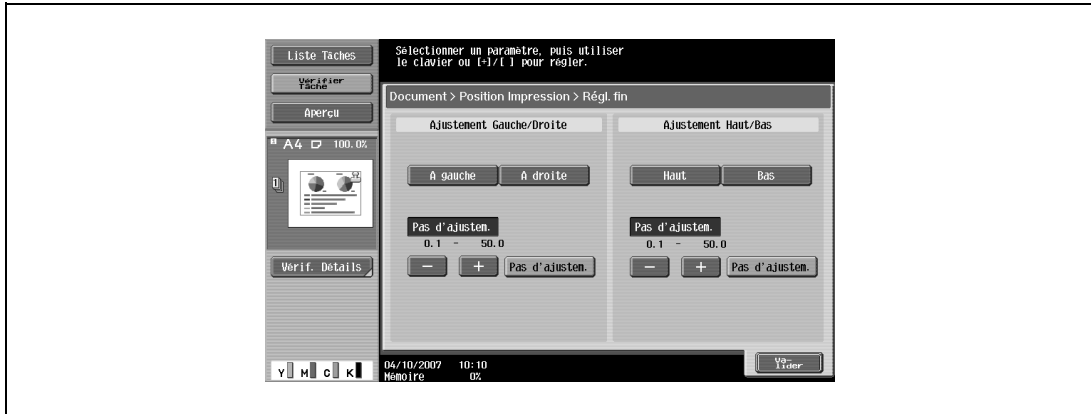 Liste Tâches
Vérifier
Tâche
Aperçu
A4 100.0%
Vérif. Détails
Y M C K
Sélectionner un paramètre, puis utiliser
le clavier ou [+]/[ ] pour régler.
Document > Position Impression > Régl. fin
Ajustement Gauche/Droite
A gauche A droite
Pas d'ajustem.
0.1 - 50.0
− + Pas d'ajustem.
Ajustement Haut/Bas
Haut Bas
Pas d'ajustem.
0.1 - 50.0
− + Pas d'ajustem.
04/10/2007 10:10
Mémoire 0%
Va-
lider